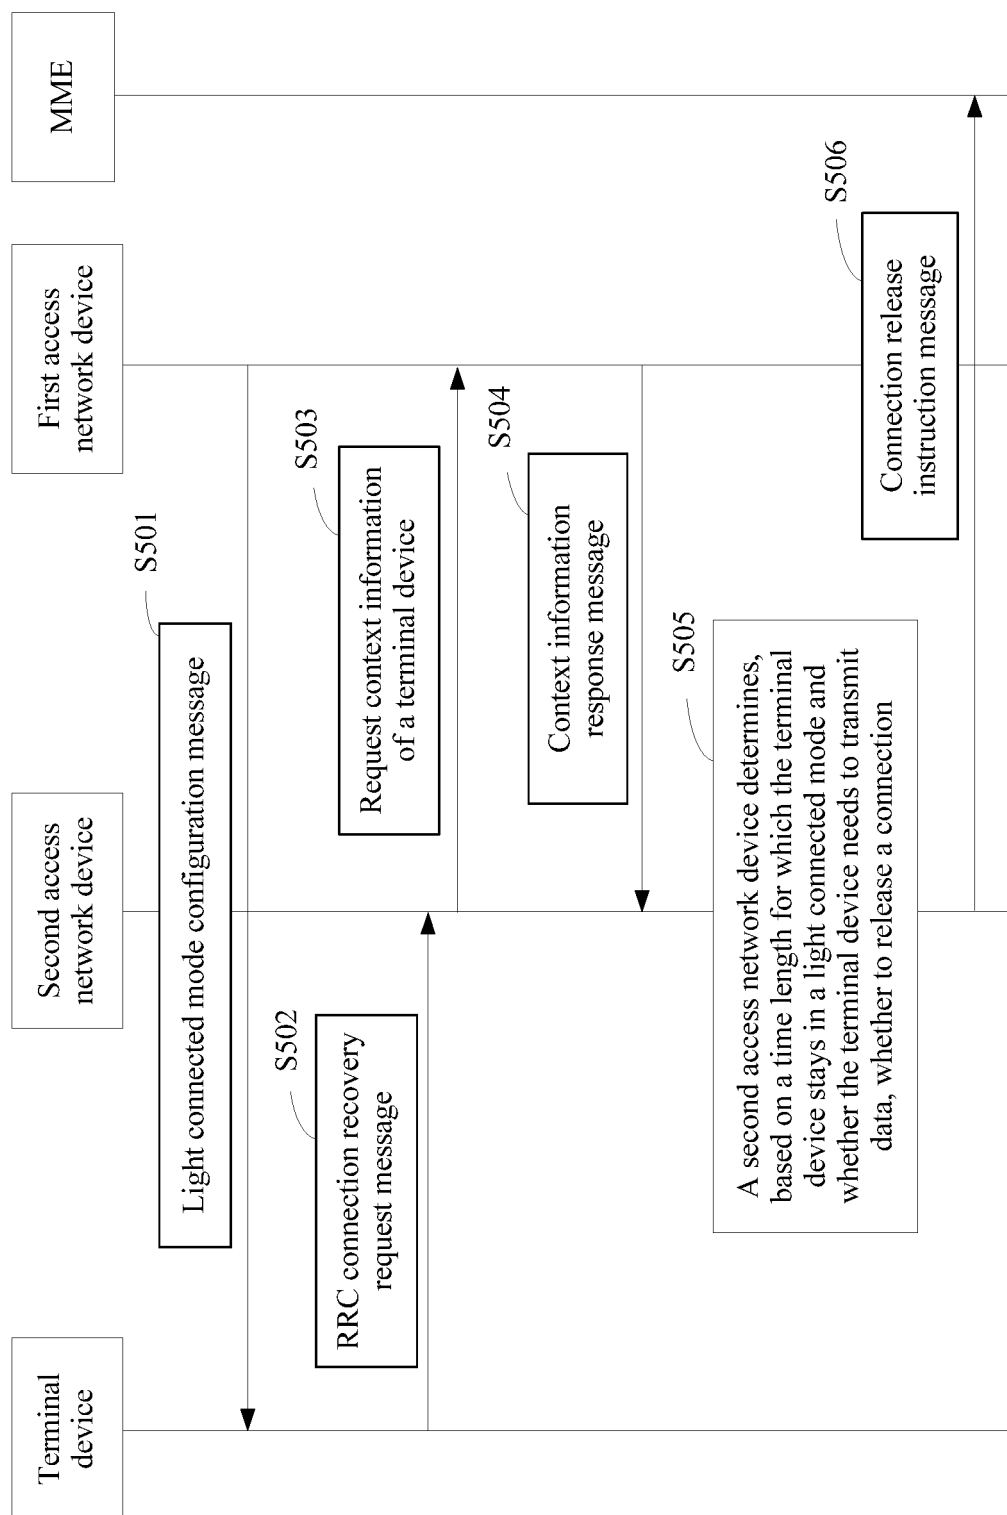 Terminal
device
Second access
network device
First access
network device
MME
S501
Light connected mode configuration message
S502
RRC connection recovery
request message
S503
Request context information
of a terminal device
S504
Context information
response message
S505
A second access network device determines,
based on a time length for which the terminal
device stays in a light connected mode and
whether the terminal device needs to transmit
data, whether to release a connection
S506
Connection release
instruction message